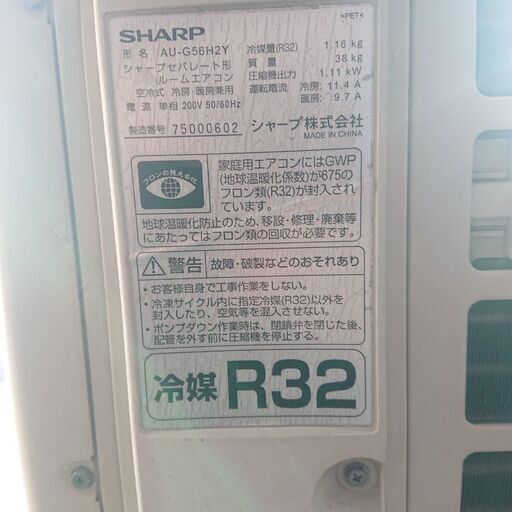 >PET<
SHARP
形名 AU-G56H2Y
シャープセパレート形
ルームエアコン
空冷式 冷房・暖房兼用
電源 単相 200V 50/60Hz
製造番号 75000602
冷媒量(R32) 1.16 kg
質量 38 kg
圧縮機出力 1.11 kW
運転電流 冷房: 11.4 A
暖房: 9.7 A
シャープ株式会社
MADE IN CHINA
フロンの見える化
家庭用エアコンにはGWP
(地球温暖化係数)が675の
フロン類(R32)が封入され
ています。
地球温暖化防止のため、移設・修理・廃棄等
にあたってはフロン類の回収が必要です。
警告 故障・破裂などのおそれあり
・お客様自身で工事作業をしない。
・冷凍サイクル内に指定冷媒(R32)以外を
封入したり、空気等を混入させない。
・ポンプダウン作業時は、閉鎖弁を閉じた後、
配管を外す前に圧縮機を停止する。
冷媒 R32